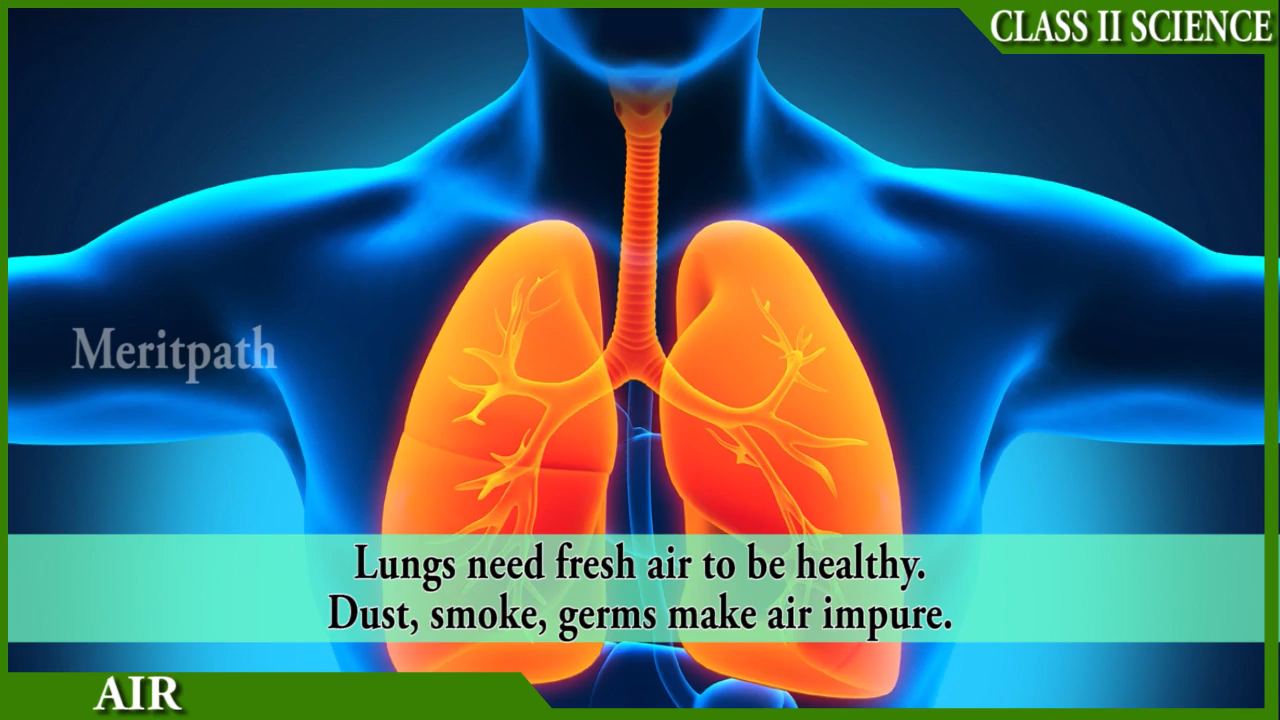 CLASS II SCIENCE
Meritpath
Lungs need fresh air to be healthy.
Dust, smoke, germs make air impure.
AIR